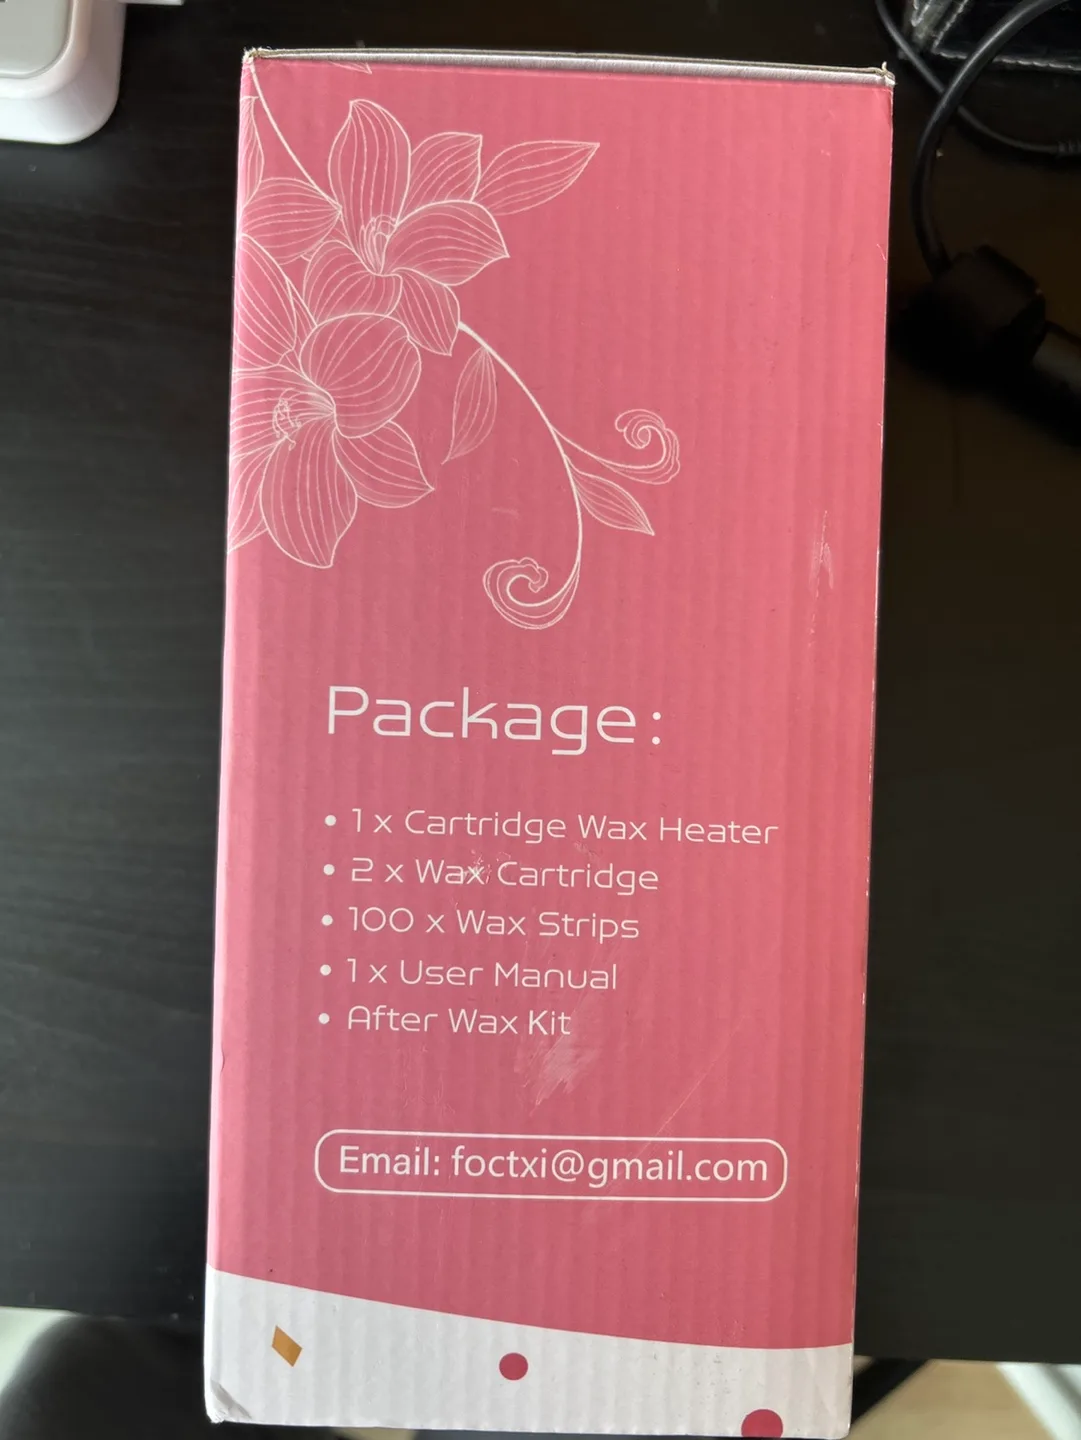 Package:
• 1 x Cartridge Wax Heater
• 2 x Wax Cartridge
• 100 x Wax Strips
• 1 x User Manual
• After Wax Kit
Email: foctxi@gmail.com